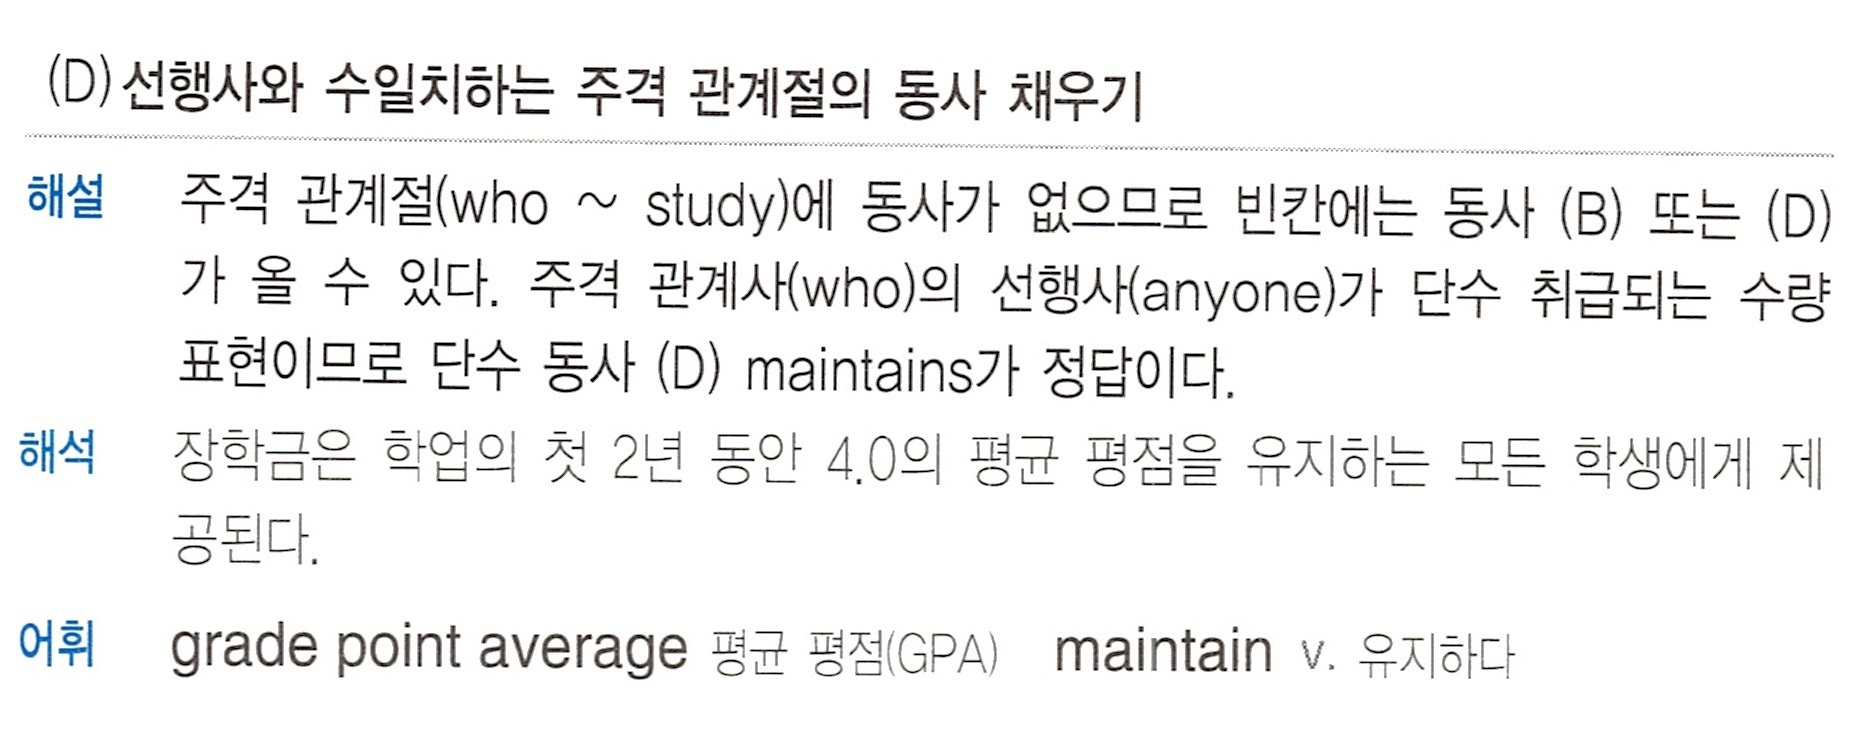 (D) 선행사와 수일치하는 주격 관계절의 동사 채우기
해설 주격 관계절(who ~ study)에 동사가 없으므로 빈칸에는 동사 (B) 또는 (D)
가 올 수 있다. 주격 관계사(who)의 선행사(anyone)가 단수 취급되는 수량
표현이므로 단수 동사 (D) maintains가 정답이다.
해석 장학금은 학업의 첫 2년 동안 4.0의 평균 평점을 유지하는 모든 학생에게 제
공된다.
어휘 grade point average 평균 평점(GPA) maintain v. 유지하다